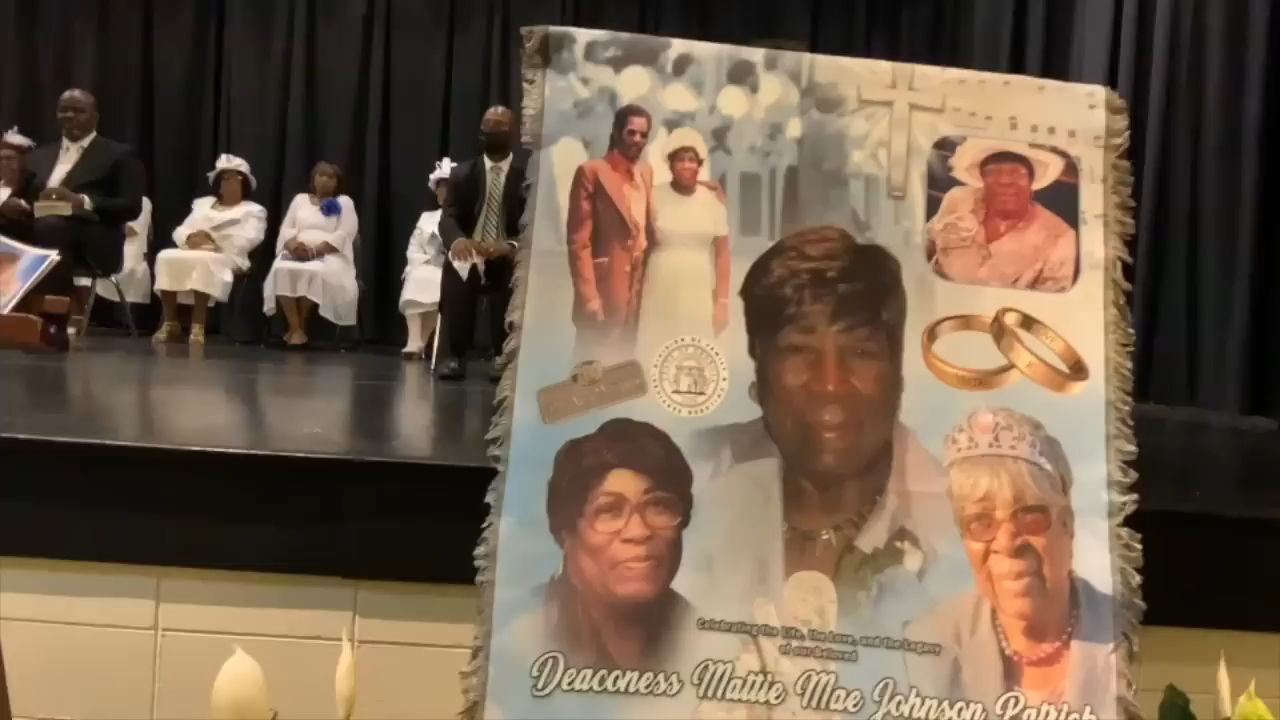 Celebrating the Life, the Love, and the Legacy
of our Beloved
Deaconess Mattie Mae Johnson Patrick